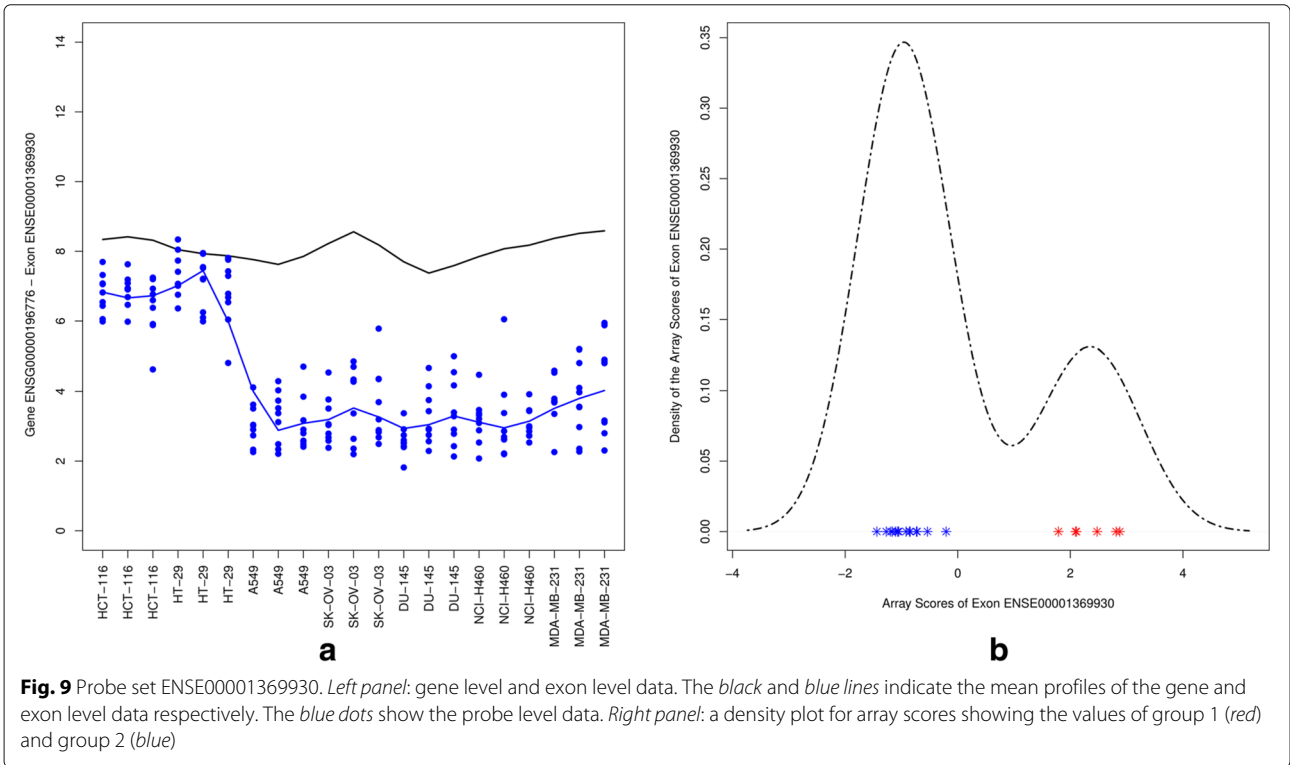 Gene ENSG00000196776 – Exon ENSE00001369930
14
12
10
8
6
4
2
0
HCT−116
HCT−116
HCT−116
HT−29
HT−29
HT−29
A549
A549
A549
SK−OV−03
SK−OV−03
SK−OV−03
DU−145
DU−145
DU−145
NCI−H460
NCI−H460
NCI−H460
MDA−MB−231
MDA−MB−231
MDA−MB−231
a
Density of the Array Scores of Exon ENSE00001369930
0.35
0.30
0.25
0.20
0.15
0.10
0.05
0.00
−4
−2
0
2
4
Array Scores of Exon ENSE00001369930
b
Fig. 9 Probe set ENSE00001369930. Left panel: gene level and exon level data. The black and blue lines indicate the mean profiles of the gene and
exon level data respectively. The blue dots show the probe level data. Right panel: a density plot for array scores showing the values of group 1 (red)
and group 2 (blue)